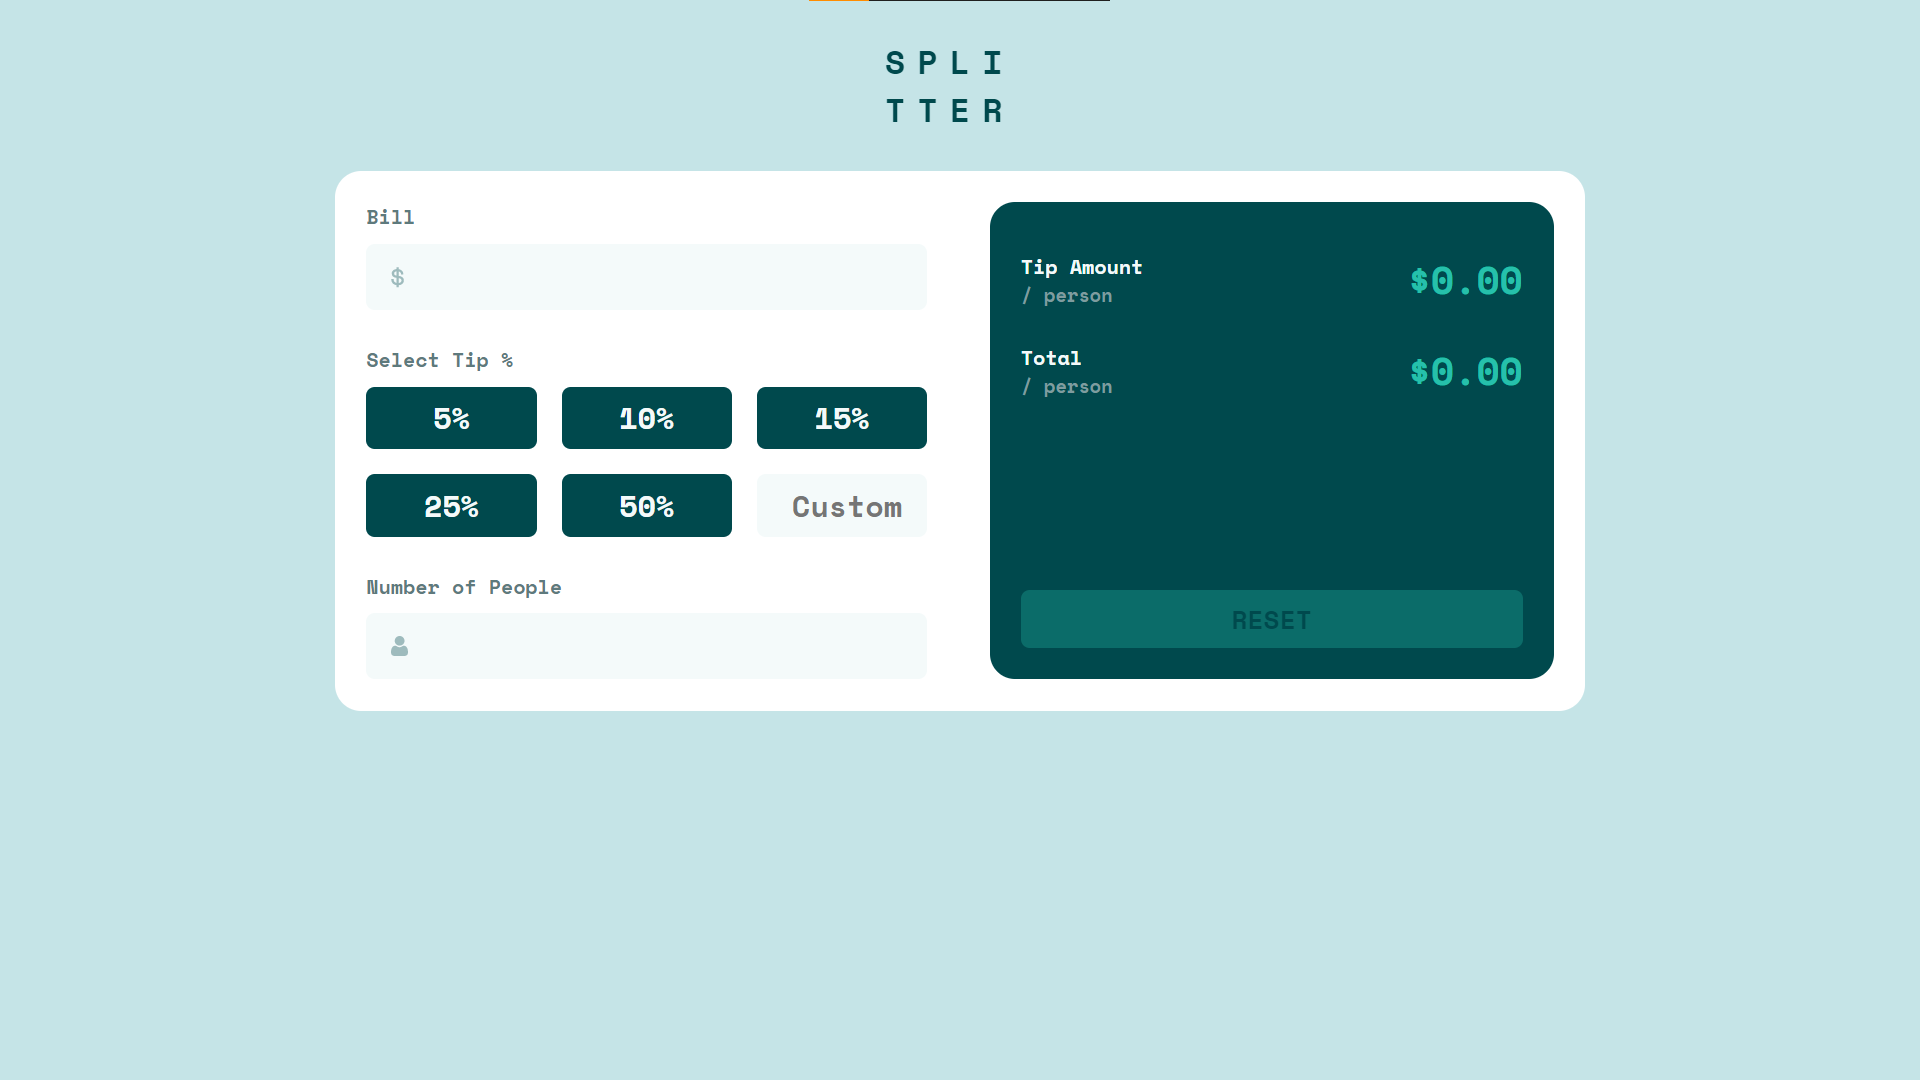 SPLI
TTER
Bill
$
Select Tip %
5%
10%
15%
25%
50%
Custom
Number of People
Tip Amount
/ person
$0.00
Total
/ person
$0.00
RESET